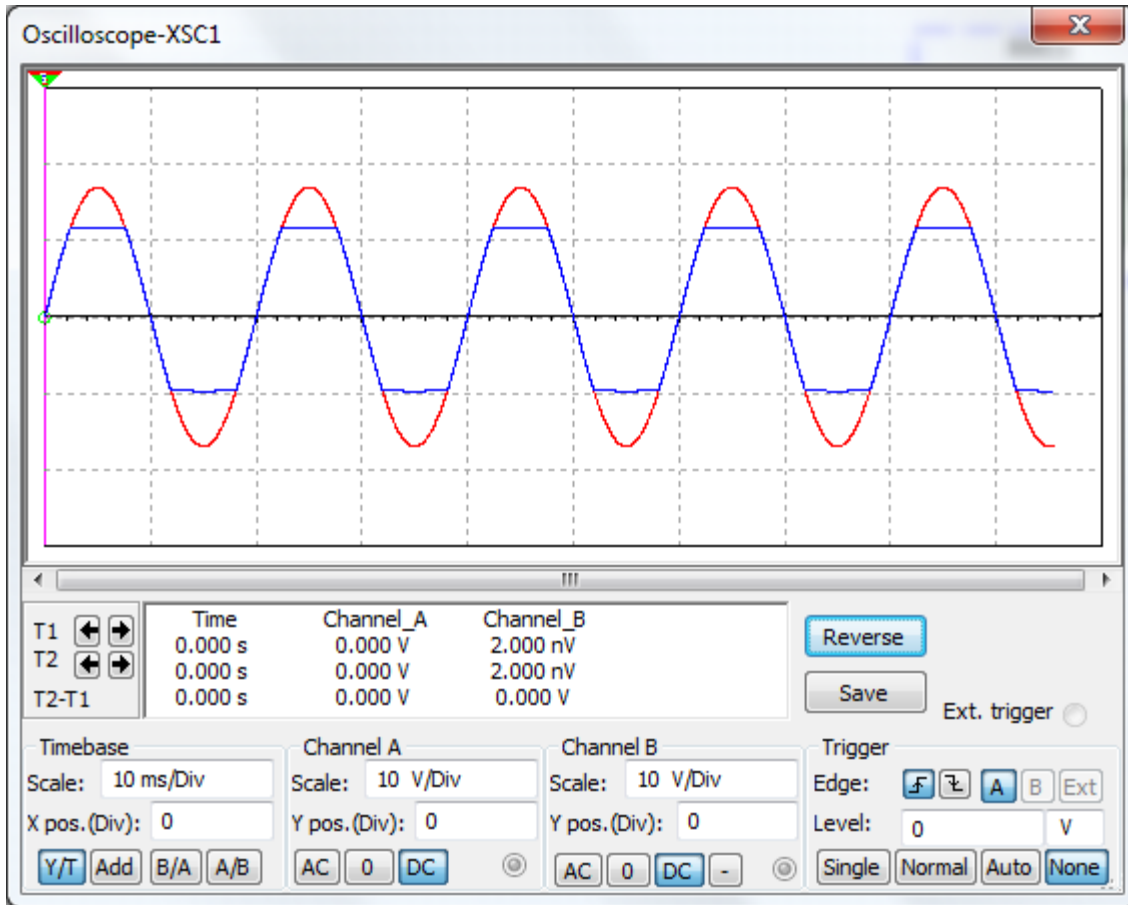 Oscilloscope-XSC1
Time Channel_A Channel_B
T1 0.000 s 0.000 V 2.000 nV
T2 0.000 s 0.000 V 2.000 nV
T2-T1 0.000 s 0.000 V 0.000 V
Reverse
Save
Ext. trigger
Timebase
Scale: 10 ms/Div
X pos.(Div): 0
Y/T Add B/A A/B
Channel A
Scale: 10 V/Div
Y pos.(Div): 0
AC 0 DC
Channel B
Scale: 10 V/Div
Y pos.(Div): 0
AC 0 DC -
Trigger
Edge: A B Ext
Level: 0 V
Single Normal Auto None